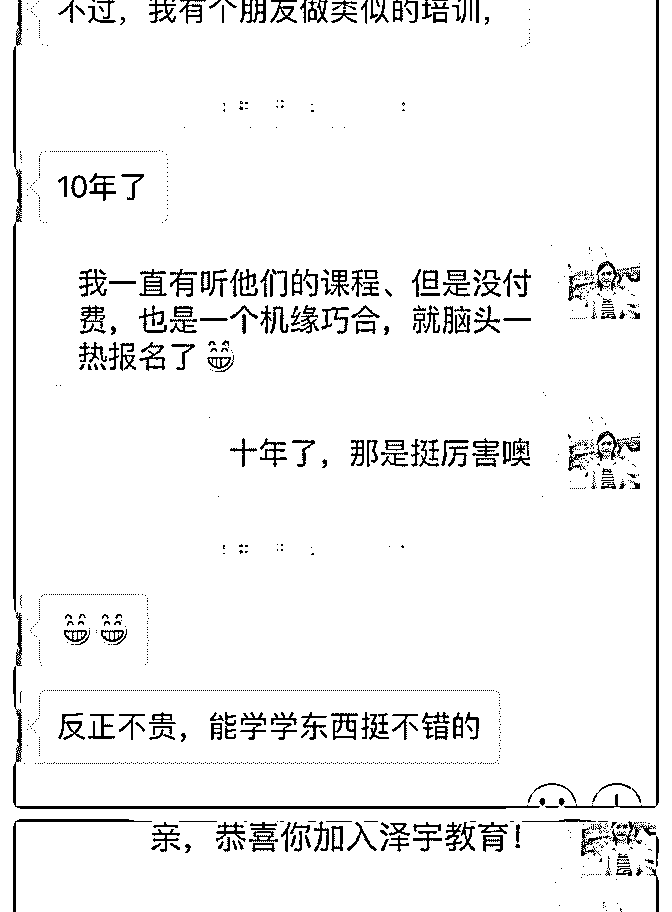 不过，我有个朋友做类似的培训，
10年了
我一直有听他们的课程、但是没付
费，也是一个机缘巧合，就脑头一
热报名了😄
十年了，那是挺厉害噢
😄😄
反正不贵，能学学东西挺不错的
亲，恭喜你加入泽宇教育！